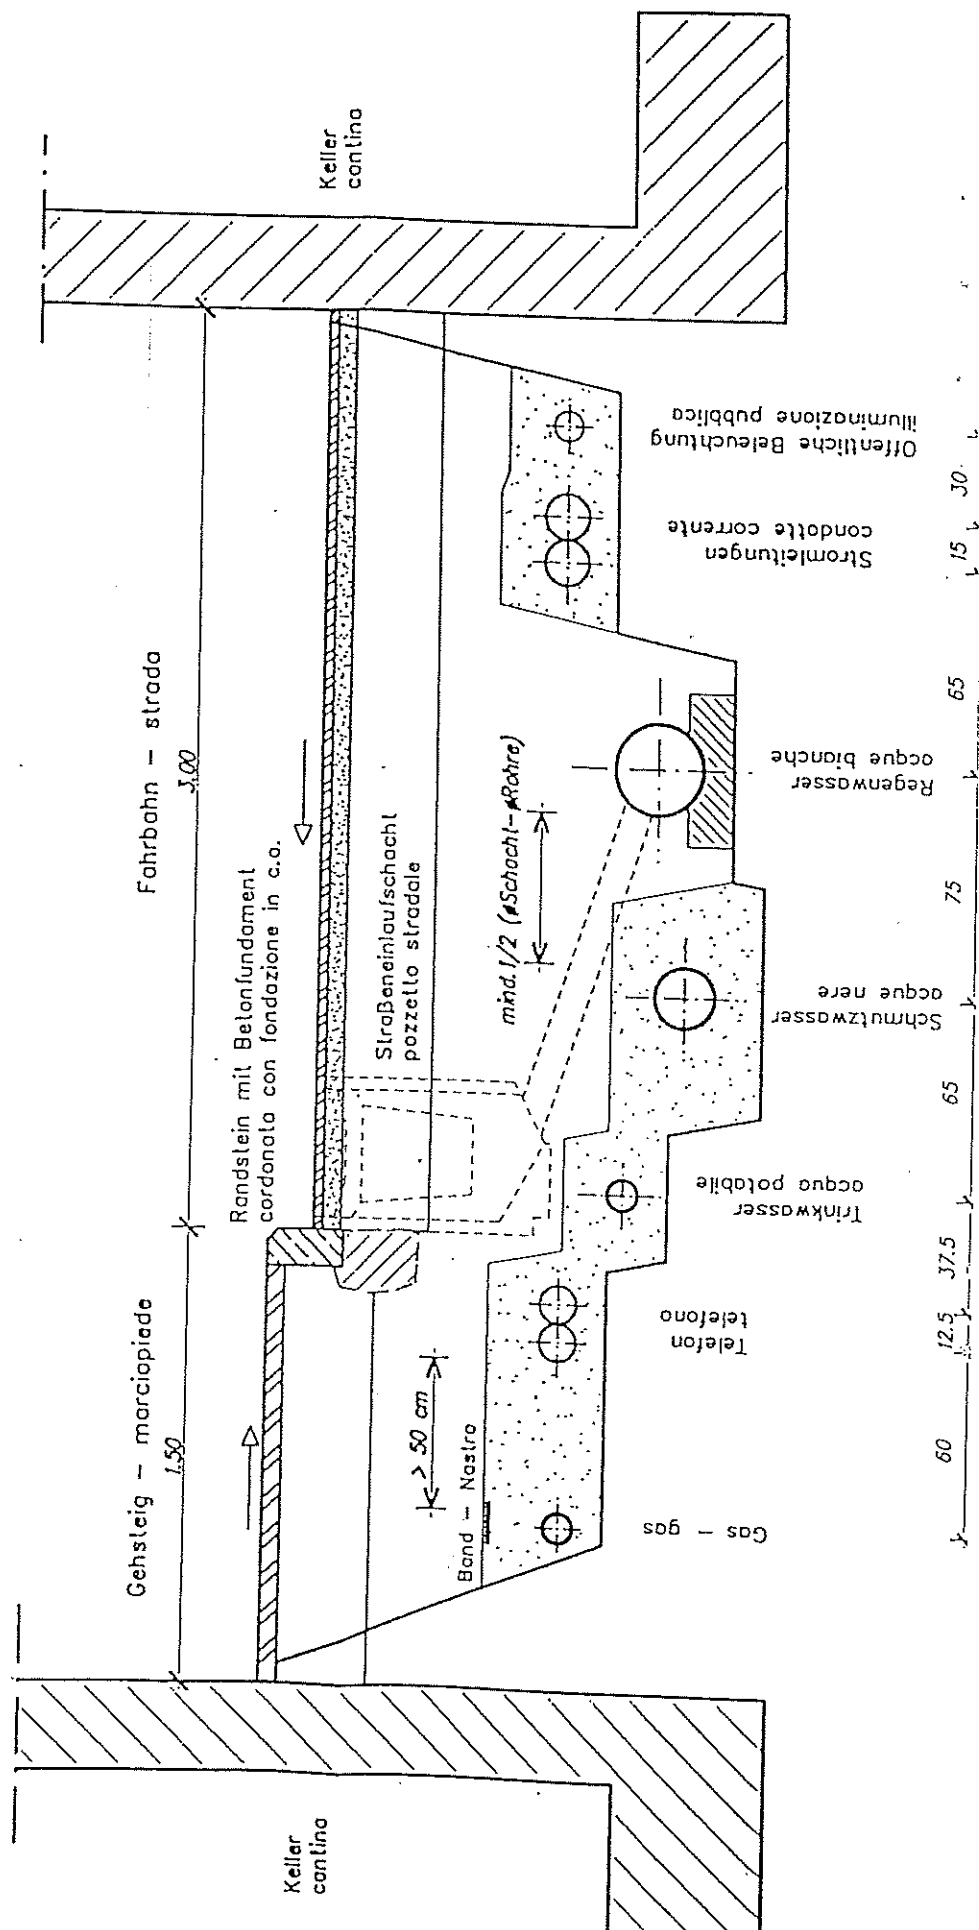 Gehsteig – marciapiede
1.50
Fahrbahn – strada
3.00
Randstein mit Betonfundament
cordonata con fondazione in c.a.
Keller
cantina
Keller
cantina
Straßeneinlaufschacht
pozzetto stradale
> 50 cm
mind.1/2 (øSchacht-øRohre)
Band – Nastro
Gas – gas
Telefon
telefono
Trinkwasser
acqua potabile
Schmutzwasser
acque nere
Regenwasser
acque bianche
Stromleitungen
condotte corrente
Öffentliche Beleuchtung
illuminazione pubblica
60
12.5
37.5
65
75
65
15
30